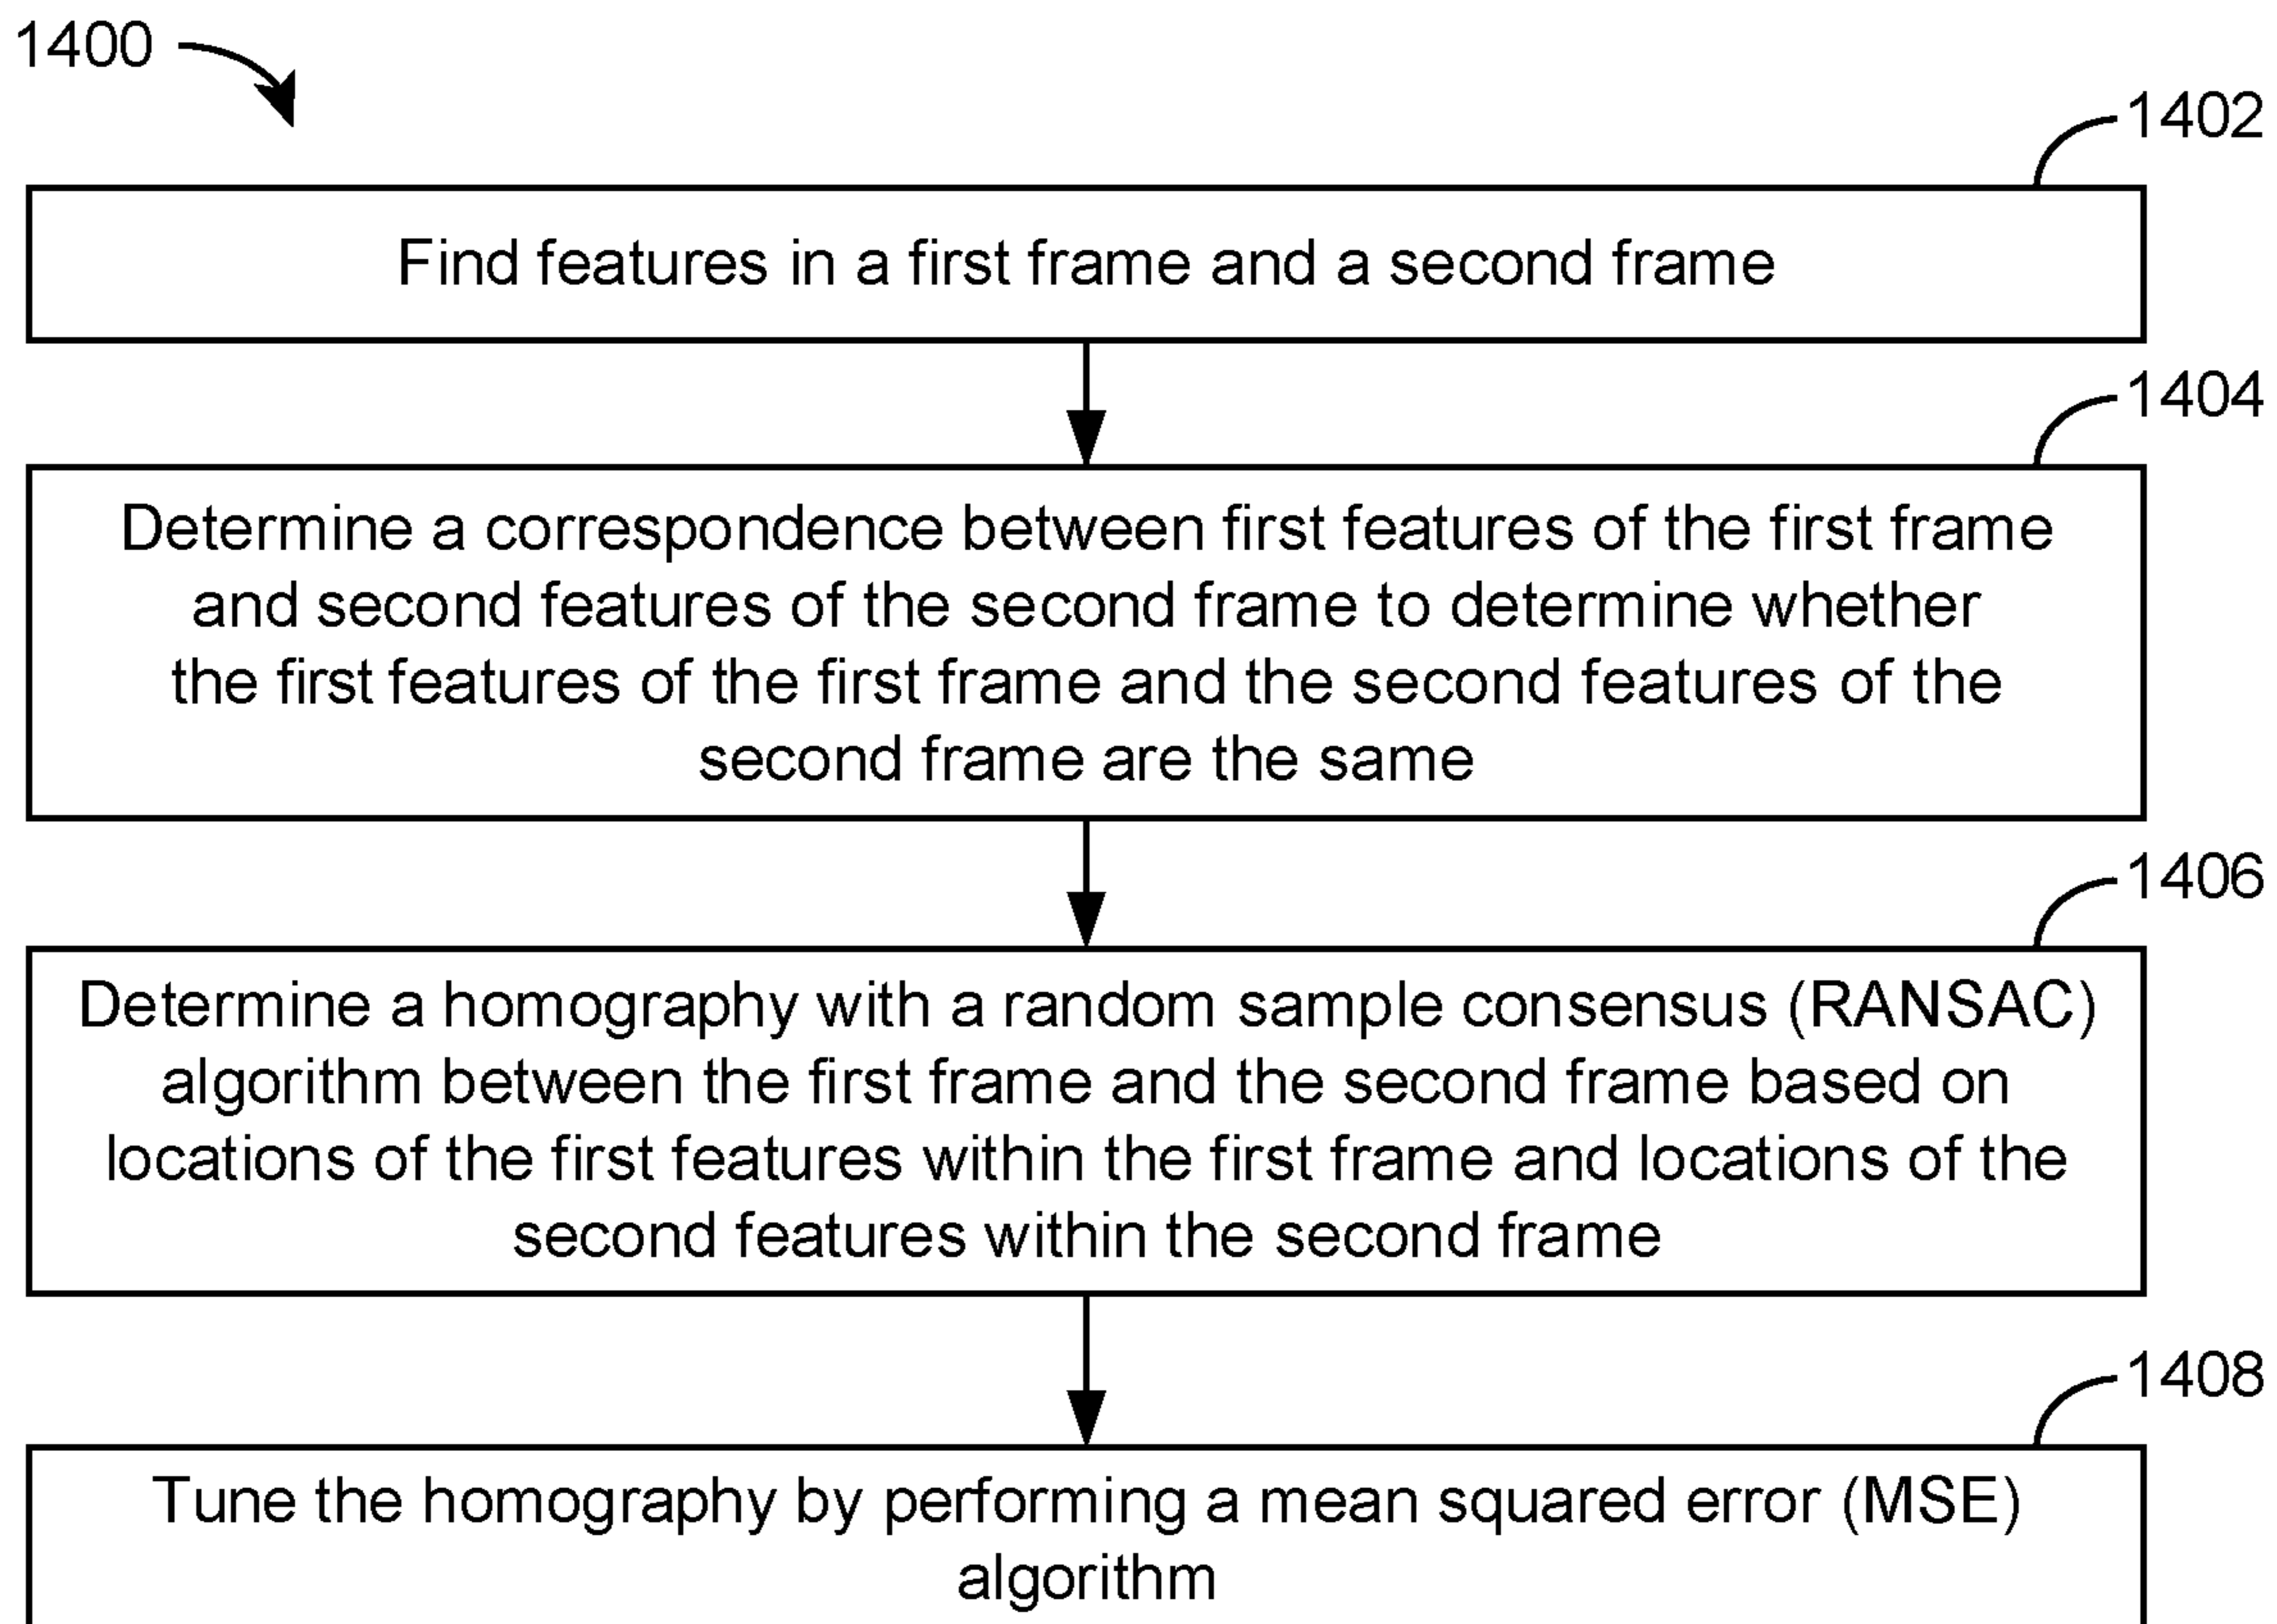 1400
1402
Find features in a first frame and a second frame
1404
Determine a correspondence between first features of the first frame
and second features of the second frame to determine whether
the first features of the first frame and the second features of the
second frame are the same
1406
Determine a homography with a random sample consensus (RANSAC)
algorithm between the first frame and the second frame based on
locations of the first features within the first frame and locations of the
second features within the second frame
1408
Tune the homography by performing a mean squared error (MSE)
algorithm